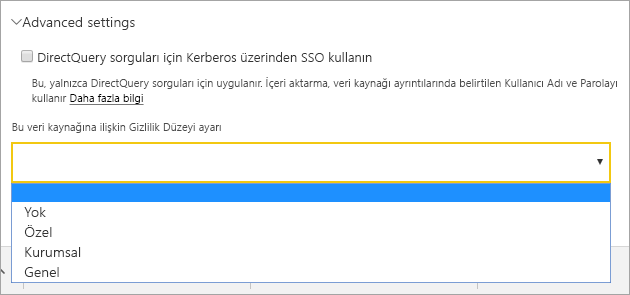 Advanced settings
DirectQuery sorguları için Kerberos üzerinden SSO kullanın
Bu, yalnızca DirectQuery sorguları için uygulanır. İçeri aktarma, veri kaynağı ayrıntılarında belirtilen Kullanıcı Adı ve Parolayı
kullanır Daha fazla bilgi
Bu veri kaynağına ilişkin Gizlilik Düzeyi ayarı
Yok
Özel
Kurumsal
Genel